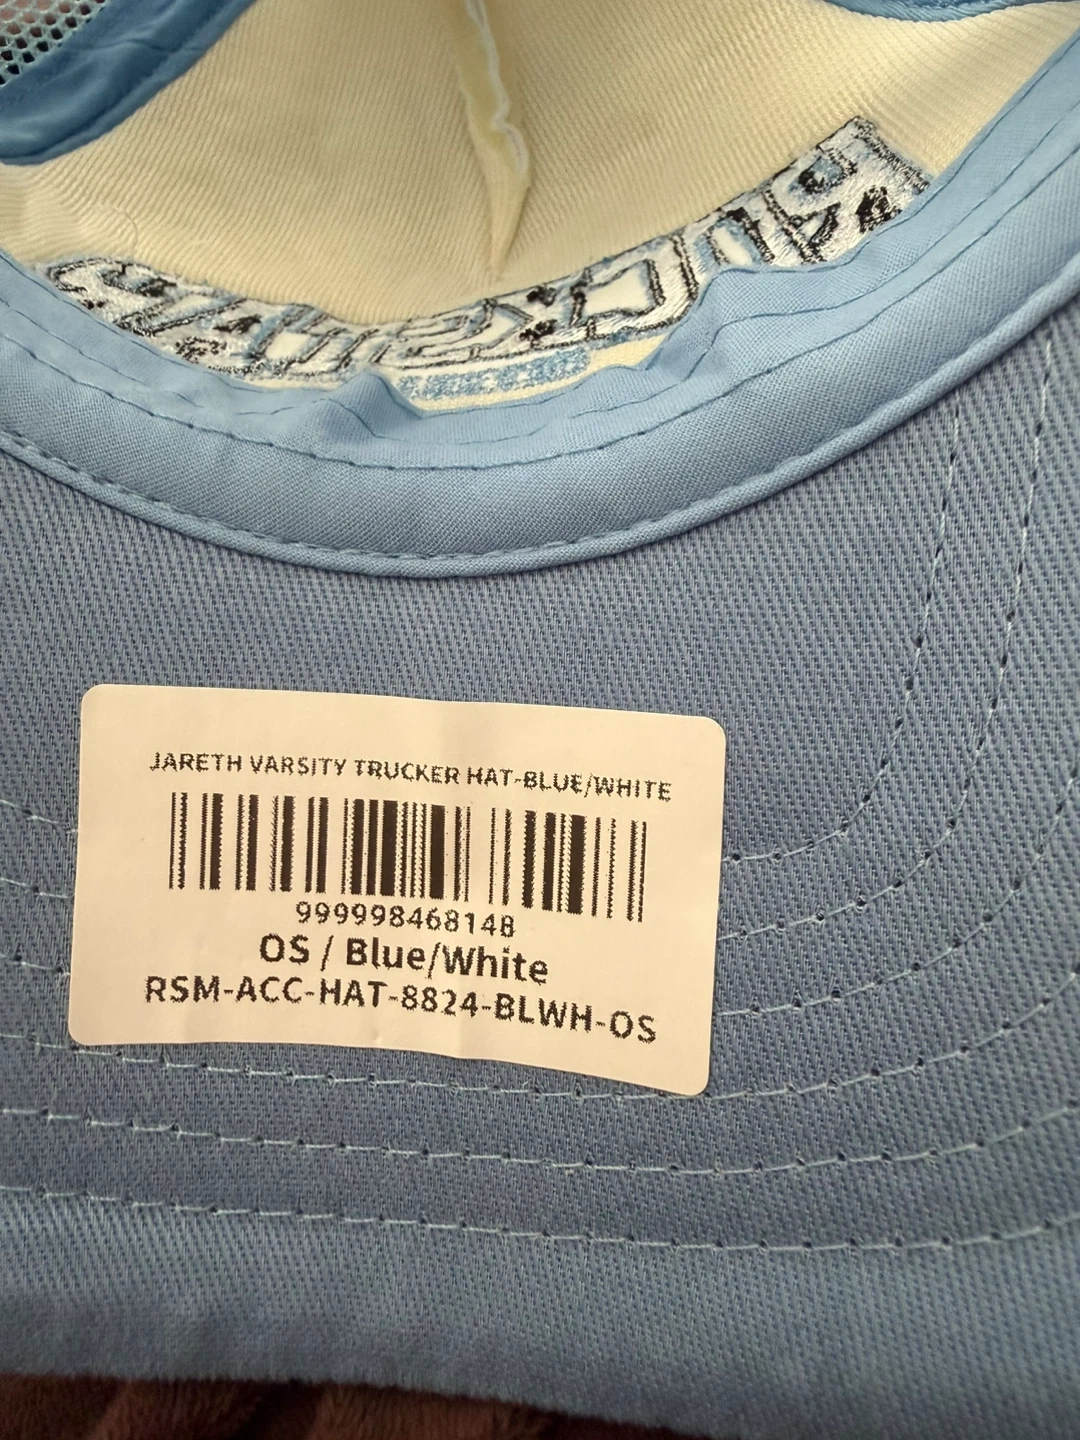 JARETH VARSITY TRUCKER HAT-BLUE/WHITE
999998468148
OS / Blue/White
RSM-ACC-HAT-8824-BLWH-OS